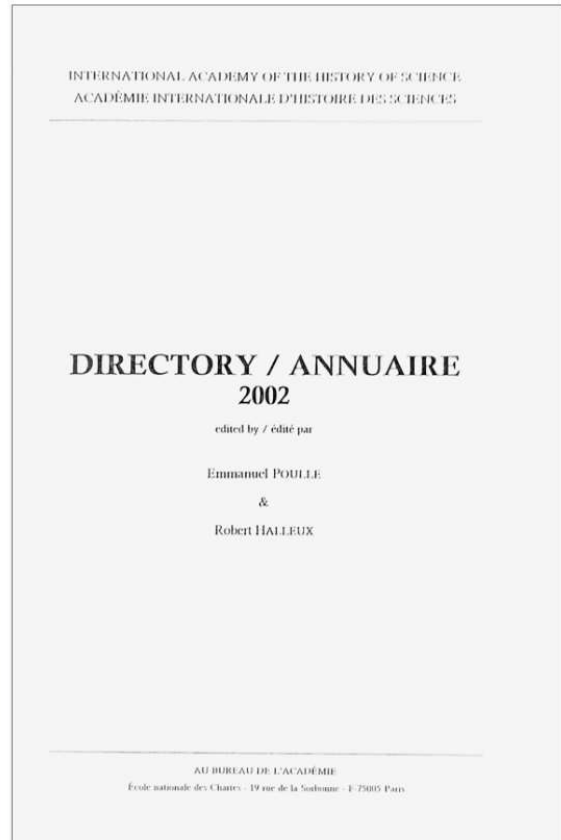 INTERNATIONAL ACADEMY OF THE HISTORY OF SCIENCE
ACADÉMIE INTERNATIONALE D'HISTOIRE DES SCIENCES
DIRECTORY / ANNUAIRE
2002
edited by / édité par
Emmanuel POULLE
&
Robert HALLEUX
AU BUREAU DE L'ACADÉMIE
École nationale des Chartes - 19 rue de la Sorbonne - F-75005 Paris